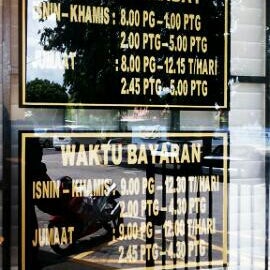 ISNIN - KHAMIS : 8.00 PG - 1.00 PTG
2.00 PTG - 5.00 PTG
JUMAAT : 8.00 PG - 12.15 T/HARI
2.45 PTG - 5.00 PTG
WAKTU BAYARAN
ISNIN - KHAMIS : 9.00 PG - 12.30 T/HARI
2.00 PTG - 4.30 PTG
JUMAAT : 9.00 PG - 12.00 T/HARI
2.45 PTG - 4.30 PTG